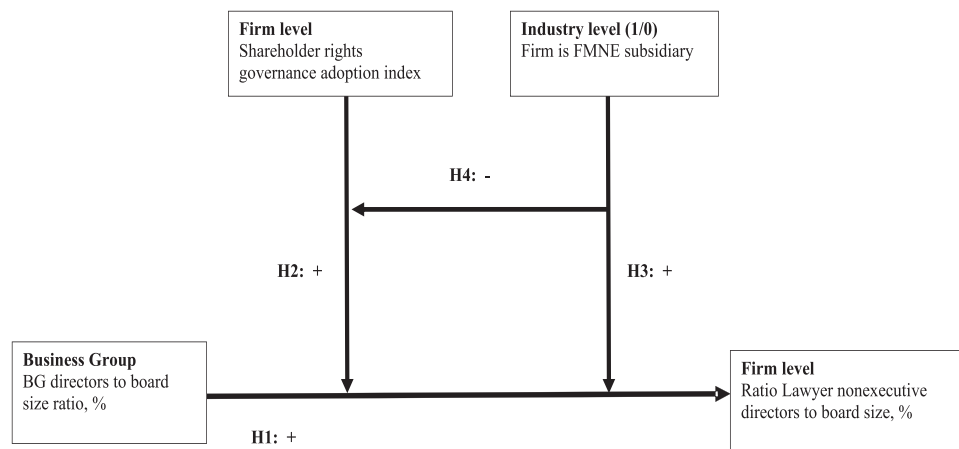 Firm level
Shareholder rights
governance adoption index
Industry level (1/0)
Firm is FMNE subsidiary
H4: -
H2: +
H3: +
Business Group
BG directors to board
size ratio, %
Firm level
Ratio Lawyer nonexecutive
directors to board size, %
H1: +